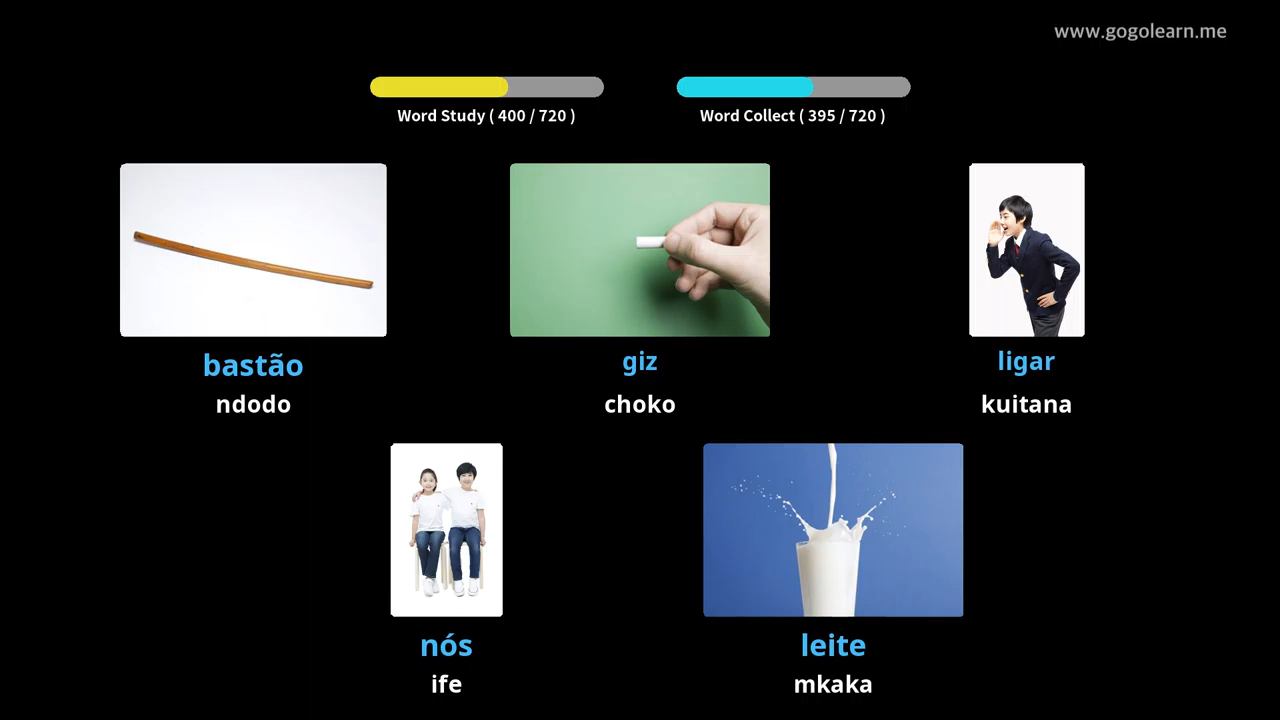 www.gogolearn.me
Word Study ( 400 / 720 )
Word Collect ( 395 / 720 )
bastão
ndodo
giz
choko
ligar
kuitana
nós
ife
leite
mkaka